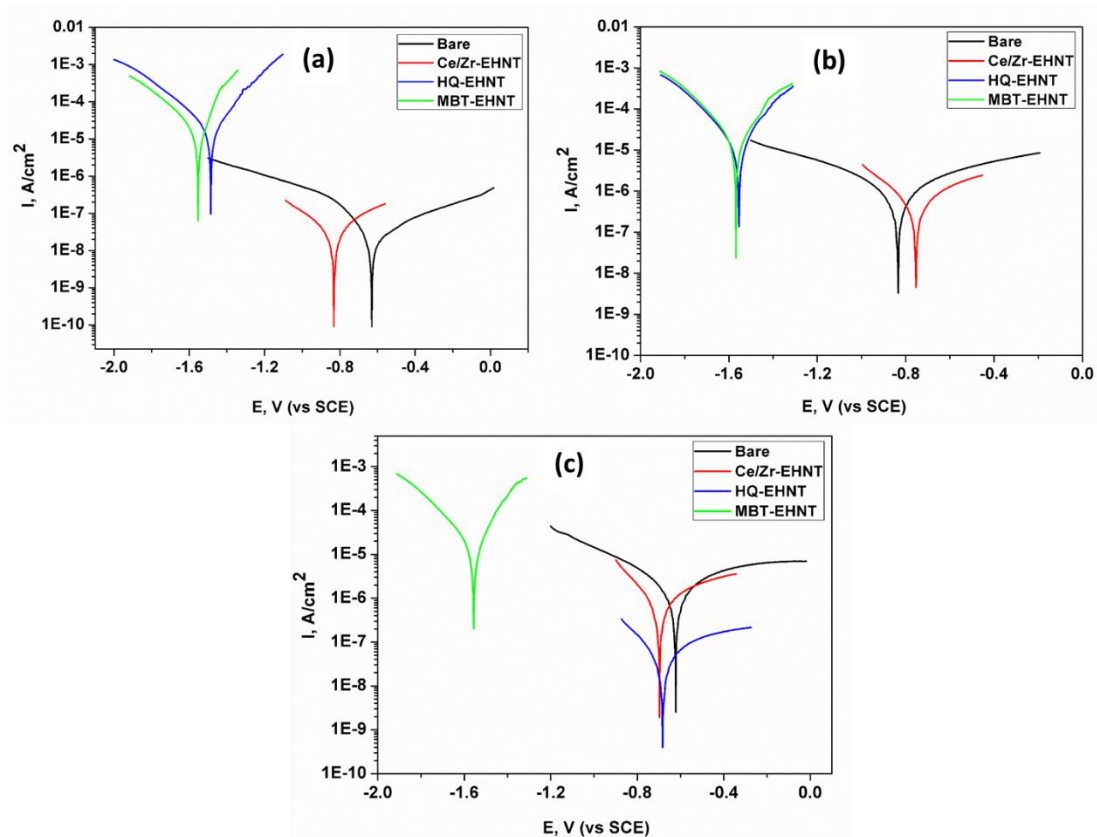 (a)
Bare
Ce/Zr-EHNT
HQ-EHNT
MBT-EHNT
I, A/cm2
0.01
1E-3
1E-4
1E-5
1E-6
1E-7
1E-8
1E-9
1E-10
-2.0 -1.6 -1.2 -0.8 -0.4 0.0
E, V (vs SCE)
(b)
Bare
Ce/Zr-EHNT
HQ-EHNT
MBT-EHNT
I, A/cm2
0.01
1E-3
1E-4
1E-5
1E-6
1E-7
1E-8
1E-9
1E-10
-2.0 -1.6 -1.2 -0.8 -0.4 0.0
E, V (vs SCE)
(c)
Bare
Ce/Zr-EHNT
HQ-EHNT
MBT-EHNT
I, A/cm2
1E-3
1E-4
1E-5
1E-6
1E-7
1E-8
1E-9
1E-10
-2.0 -1.6 -1.2 -0.8 -0.4 0.0
E, V (vs SCE)